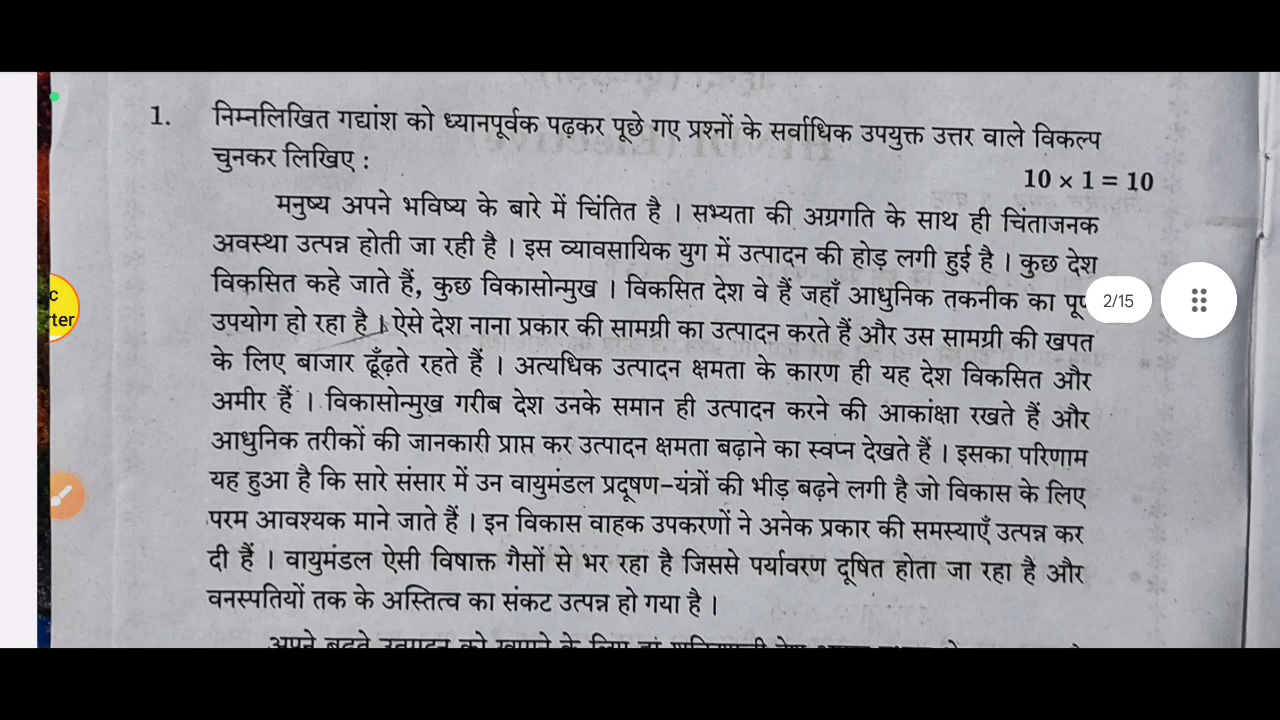 1. निम्नलिखित गद्यांश को ध्यानपूर्वक पढ़कर पूछे गए प्रश्नों के सर्वाधिक उपयुक्त उत्तर वाले विकल्प
चुनकर लिखिए :
10 × 1 = 10
मनुष्य अपने भविष्य के बारे में चिंतित है । सभ्यता की अग्रगति के साथ ही चिंताजनक
अवस्था उत्पन्न होती जा रही है । इस व्यावसायिक युग में उत्पादन की होड़ लगी हुई है । कुछ देश
विकसित कहे जाते हैं, कुछ विकासोन्मुख । विकसित देश वे हैं जहाँ आधुनिक तकनीक का
2/15
उपयोग हो रहा है । ऐसे देश नाना प्रकार की सामग्री का उत्पादन करते हैं और उस सामग्री की खपत
के लिए बाजार ढूँढ़ते रहते हैं । अत्यधिक उत्पादन क्षमता के कारण ही यह देश विकसित और
अमीर हैं । विकासोन्मुख गरीब देश उनके समान ही उत्पादन करने की आकांक्षा रखते हैं और
आधुनिक तरीकों की जानकारी प्राप्त कर उत्पादन क्षमता बढ़ाने का स्वप्न देखते हैं । इसका परिणाम
यह हुआ है कि सारे संसार में उन वायुमंडल प्रदूषण-यंत्रों की भीड़ बढ़ने लगी है जो विकास के लिए
परम आवश्यक माने जाते हैं । इन विकास वाहक उपकरणों ने अनेक प्रकार की समस्याएँ उत्पन्न कर
दी हैं । वायुमंडल ऐसी विषाक्त गैसों से भर रहा है जिससे पर्यावरण दूषित होता जा रहा है और
वनस्पतियों तक के अस्तित्व का संकट उत्पन्न हो गया है ।
अपने बढ़ते उत्पादन को खपाने के लिए